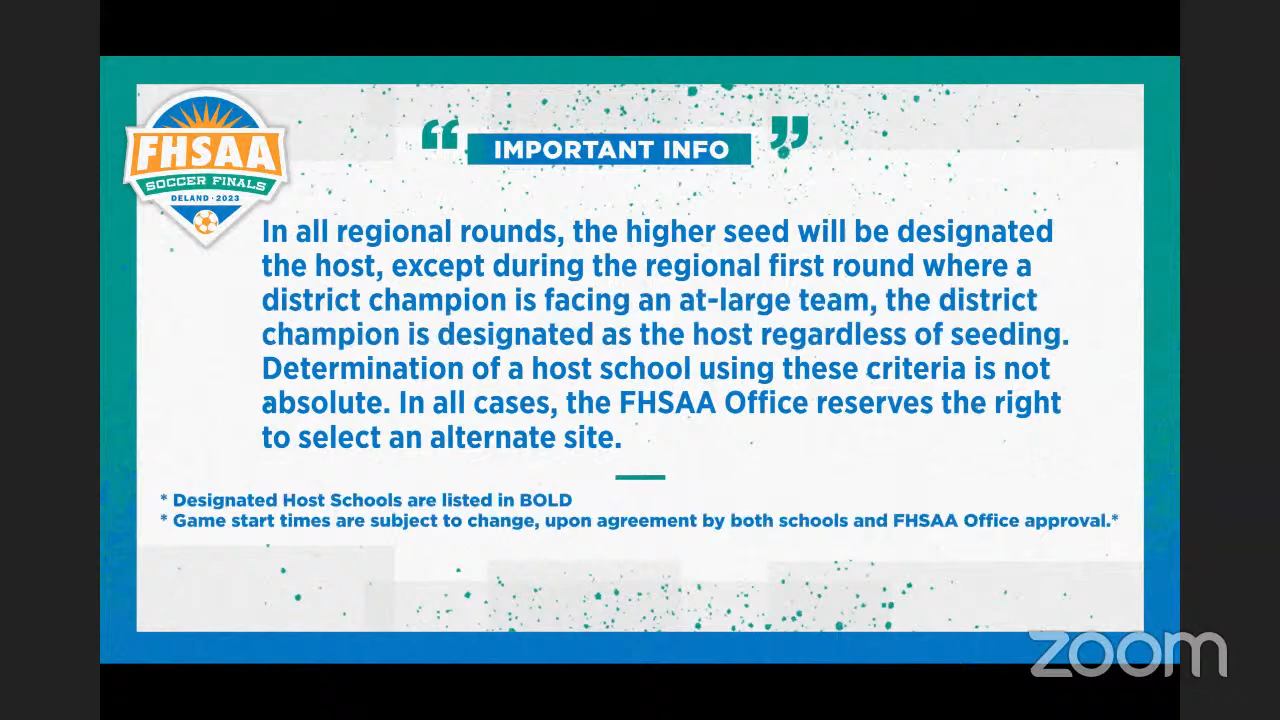 “ IMPORTANT INFO ”
FHSAA
SOCCER FINALS
DELAND · 2023
In all regional rounds, the higher seed will be designated
the host, except during the regional first round where a
district champion is facing an at-large team, the district
champion is designated as the host regardless of seeding.
Determination of a host school using these criteria is not
absolute. In all cases, the FHSAA Office reserves the right
to select an alternate site.
* Designated Host Schools are listed in BOLD
* Game start times are subject to change, upon agreement by both schools and FHSAA Office approval.*
zoom